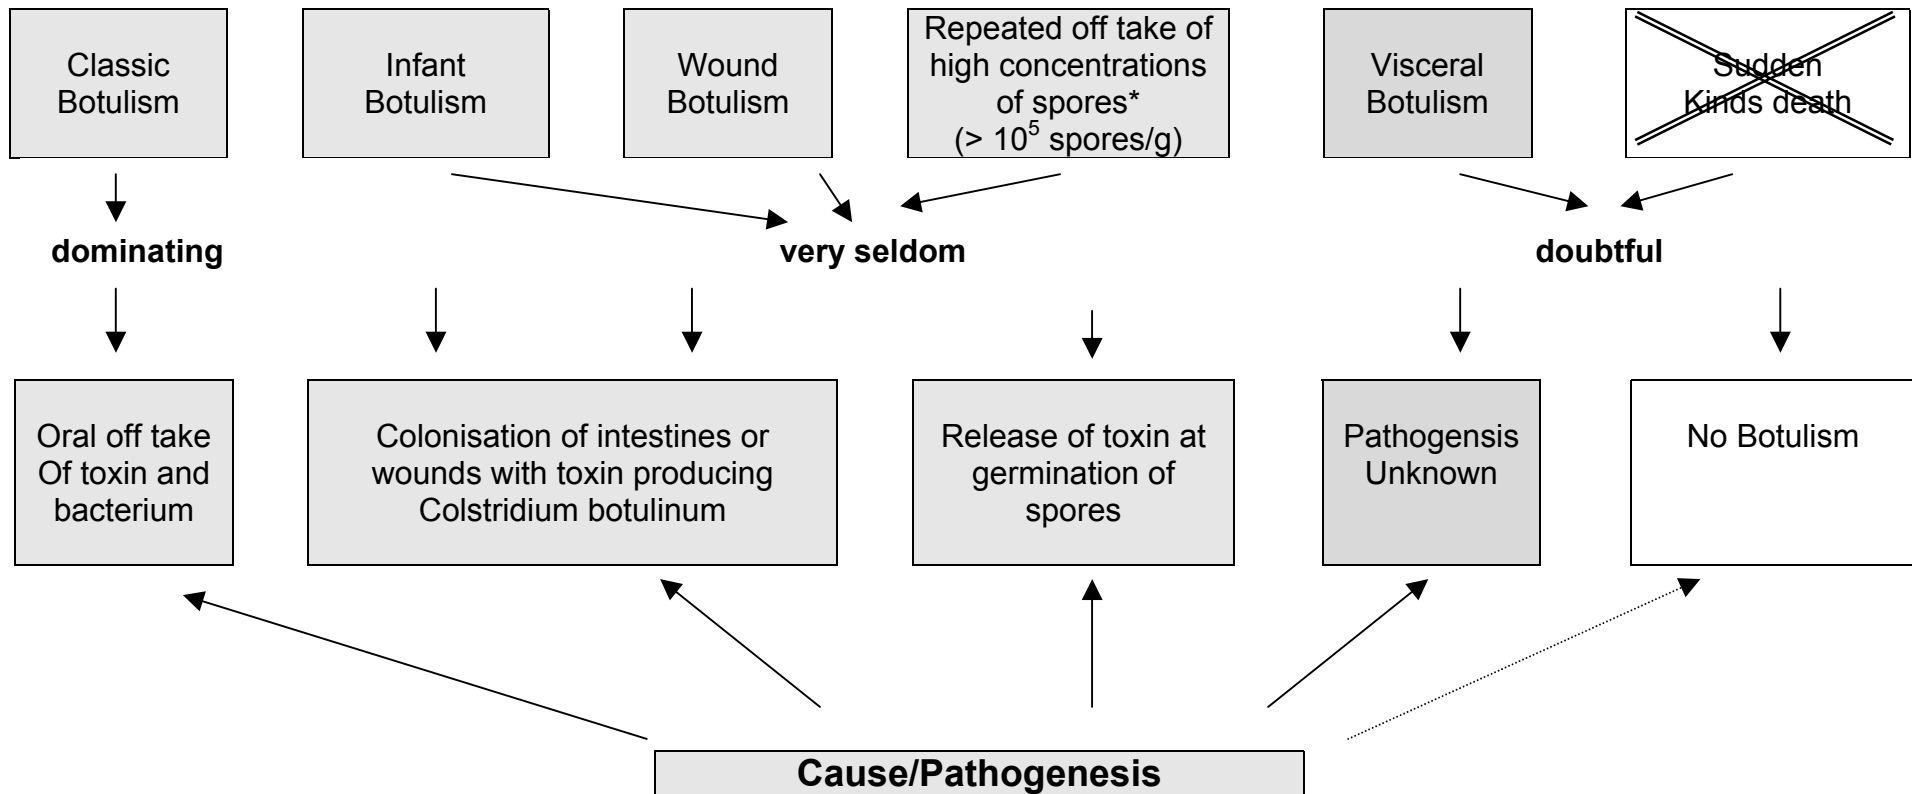 Classic
Botulism
Infant
Botulism
Wound
Botulism
Repeated off take of
high concentrations
of spores*
(> 10⁵ spores/g)
Visceral
Botulism
Sudden
Kinds death
dominating
very seldom
doubtful
Oral off take
Of toxin and
bacterium
Colonisation of intestines or
wounds with toxin producing
Colstridium botulinum
Release of toxin at
germination of
spores
Pathogensis
Unknown
No Botulism
Cause/Pathogenesis